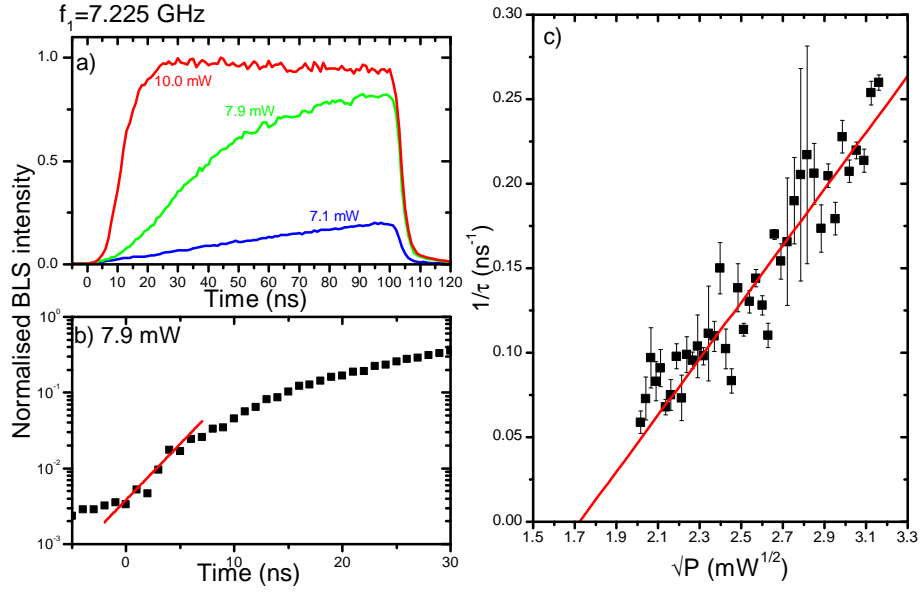 f₁=7.225 GHz
a)
10.0 mW
7.9 mW
7.1 mW
1.0
0.5
0.0
0 10 20 30 40 50 60 70 80 90 100 110 120
Time (ns)
Normalised BLS intensity
b) 7.9 mW
10⁰
10⁻¹
10⁻²
10⁻³
0 10 20 30
Time (ns)
c)
1/τ (ns⁻¹)
0.30
0.25
0.20
0.15
0.10
0.05
0.00
1.5 1.7 1.9 2.1 2.3 2.5 2.7 2.9 3.1 3.3
√P (mW¹ᐟ²)